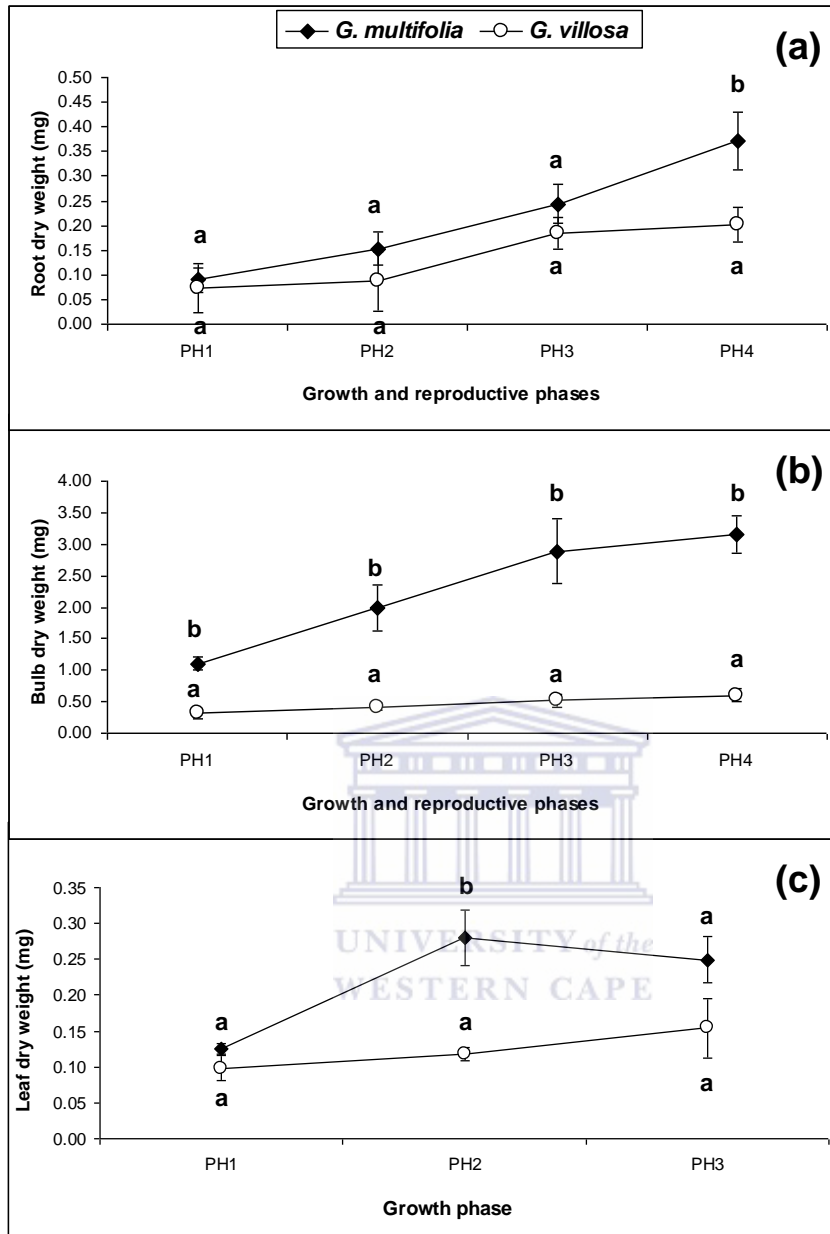 G. multifolia G. villosa
(a)
Root dry weight (mg)
0.50
0.45
0.40
0.35
0.30
0.25
0.20
0.15
0.10
0.05
0.00
a a a b
a a a a
PH1 PH2 PH3 PH4
Growth and reproductive phases
(b)
Bulb dry weight (mg)
4.00
3.50
3.00
2.50
2.00
1.50
1.00
0.50
0.00
b b b b
a a a a
PH1 PH2 PH3 PH4
Growth and reproductive phases
(c)
Leaf dry weight (mg)
0.35
0.30
0.25
0.20
0.15
0.10
0.05
0.00
a b a
a a a
UNIVERSITY of the
WESTERN CAPE
PH1 PH2 PH3
Growth phase